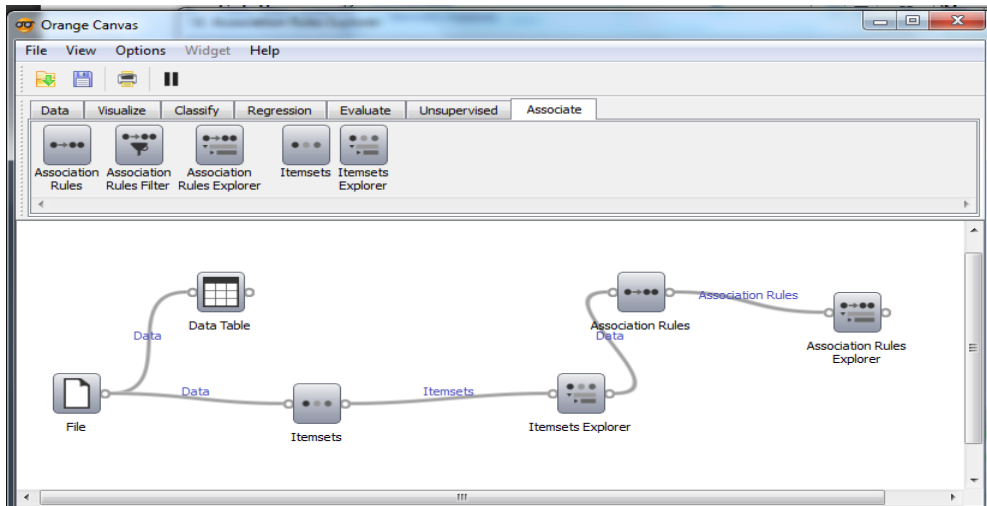 Orange Canvas
File View Options Widget Help
Data Visualize Classify Regression Evaluate Unsupervised Associate
Association Rules
Association Rules Filter
Association Rules Explorer
Itemsets
Itemsets Explorer
Data Table
Data
File
Data
Itemsets
Itemsets
Itemsets Explorer
Data
Association Rules
Association Rules
Association Rules
Explorer